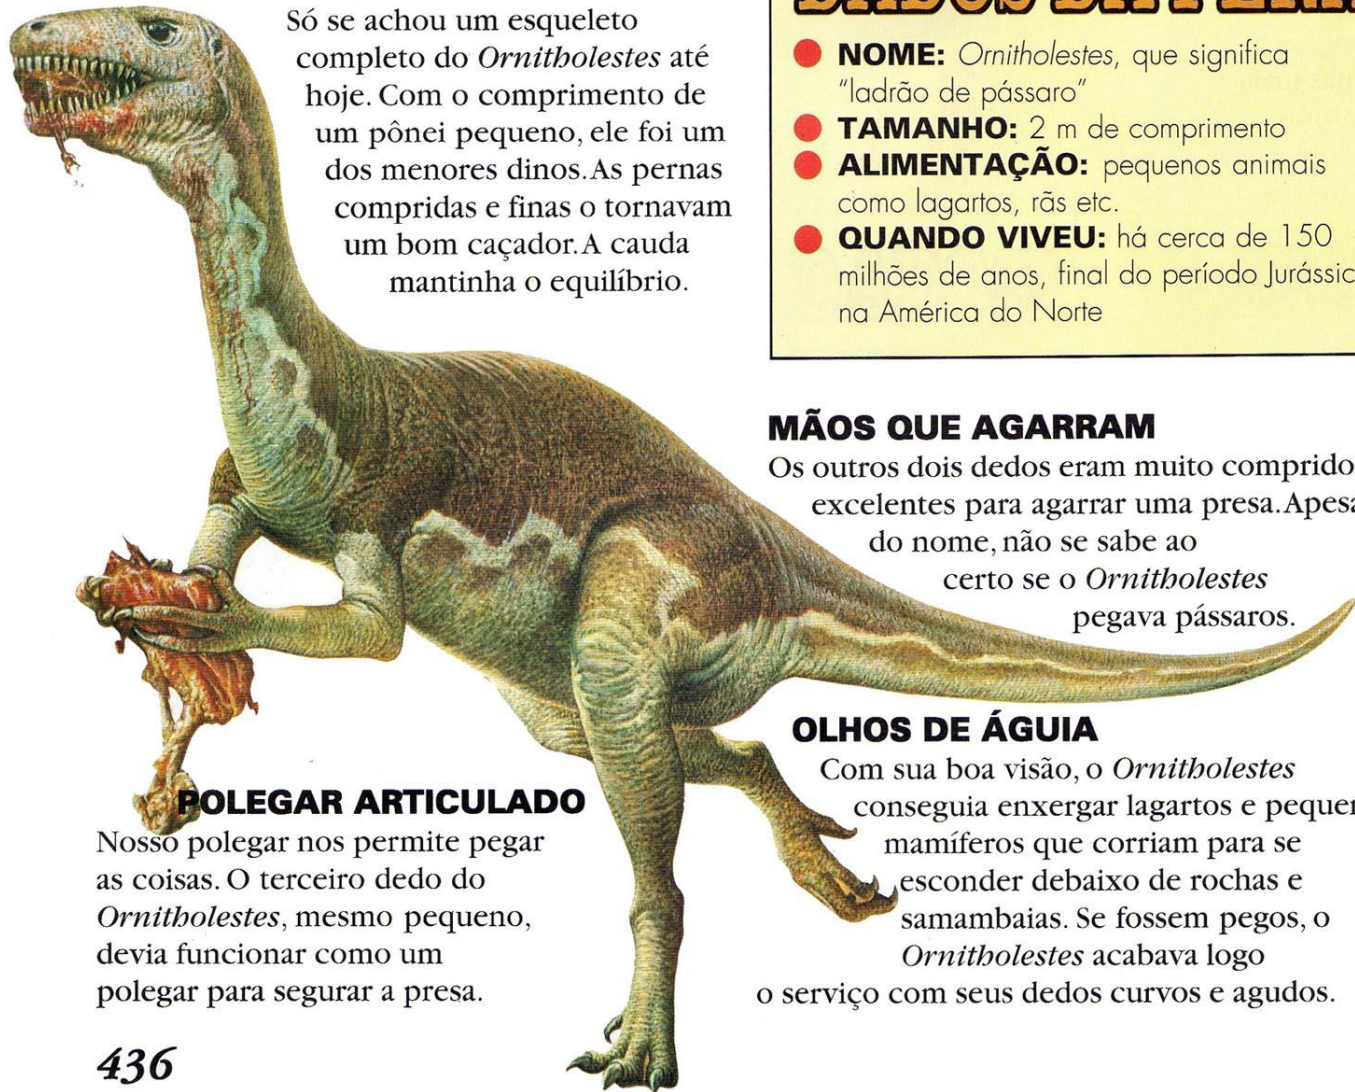 Só se achou um esqueleto
completo do Ornitholestes até
hoje. Com o comprimento de
um pônei pequeno, ele foi um
dos menores dinos. As pernas
compridas e finas o tornavam
um bom caçador. A cauda
mantinha o equilíbrio.
NOME: Ornitholestes, que significa
"ladrão de pássaro"
TAMANHO: 2 m de comprimento
ALIMENTAÇÃO: pequenos animais
como lagartos, rãs etc.
QUANDO VIVEU: há cerca de 150
milhões de anos, final do período Jurássic
na América do Norte
MÃOS QUE AGARRAM
Os outros dois dedos eram muito comprido
excelentes para agarrar uma presa. Apesa
do nome, não se sabe ao
certo se o Ornitholestes
pegava pássaros.
OLHOS DE ÁGUIA
Com sua boa visão, o Ornitholestes
conseguia enxergar lagartos e pequen
mamíferos que corriam para se
esconder debaixo de rochas e
samambaias. Se fossem pegos, o
Ornitholestes acabava logo
o serviço com seus dedos curvos e agudos.
POLEGAR ARTICULADO
Nosso polegar nos permite pegar
as coisas. O terceiro dedo do
Ornitholestes, mesmo pequeno,
devia funcionar como um
polegar para segurar a presa.
436